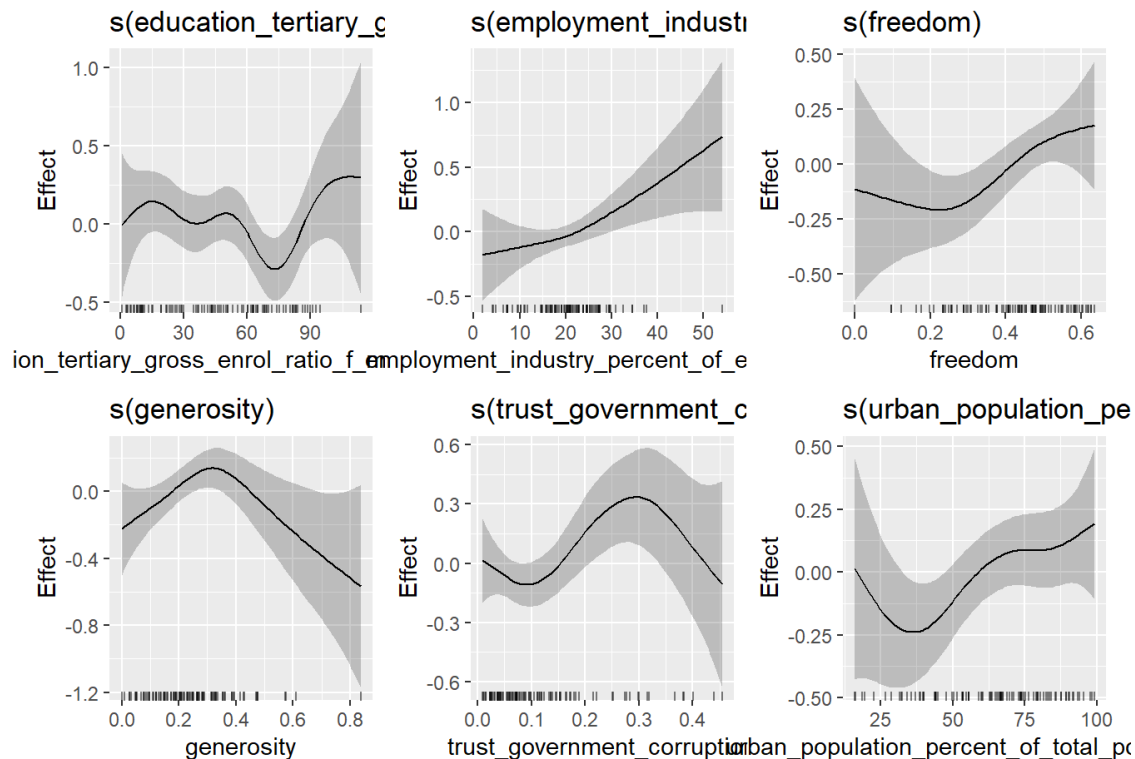 s(education_tertiary_g
Effect
1.0
0.5
0.0
-0.5
0 30 60 90
ion_tertiary_gross_enrol_ratio_f_m
s(employment_industr
Effect
1.0
0.5
0.0
-0.5
0 10 20 30 40 50
employment_industry_percent_of_e
s(freedom)
Effect
0.50
0.25
0.00
-0.25
-0.50
0.0 0.2 0.4 0.6
freedom
s(generosity)
Effect
0.0
-0.4
-0.8
-1.2
0.0 0.2 0.4 0.6 0.8
generosity
s(trust_government_c
Effect
0.6
0.3
0.0
-0.3
-0.6
0.0 0.1 0.2 0.3 0.4
trust_government_corruption
s(urban_population_pe
Effect
0.50
0.25
0.00
-0.25
-0.50
25 50 75 100
urban_population_percent_of_total_po